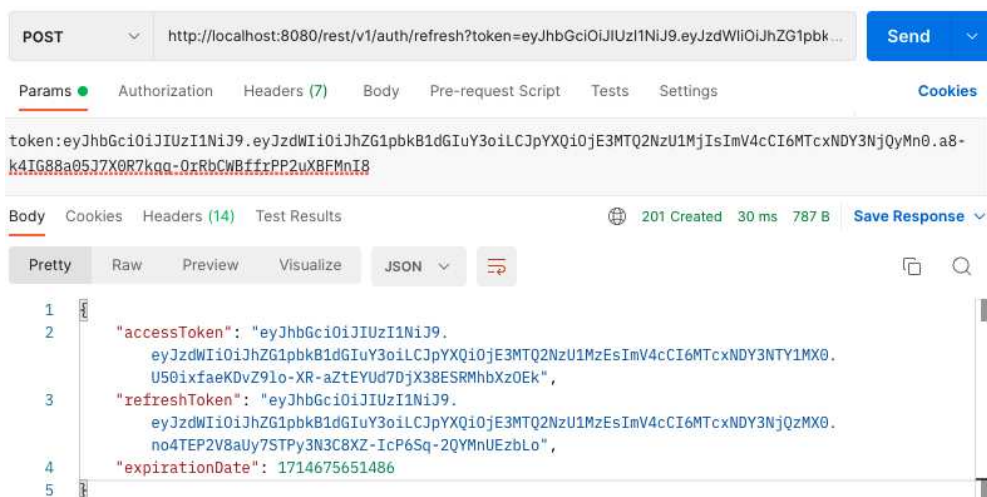 POST http://localhost:8080/rest/v1/auth/refresh?token=eyJhbGciOiJIUzI1NiJ9.eyJzdWIiOiJhZG1pbk... Send
Params Authorization Headers (7) Body Pre-request Script Tests Settings Cookies
token:eyJhbGciOiJIUzI1NiJ9.eyJzdWIiOiJhZG1pbkB1dGIuY3oiLCJpYXQiOjE3MTQ2NzU1MjIsImV4cCI6MTcxNDY3NjQyMn0.a8-
k4IG88a05J7X0R7kqq-OrRbCWBffrPP2uXBFMnI8
Body Cookies Headers (14) Test Results 201 Created 30 ms 787 B Save Response
Pretty Raw Preview Visualize JSON
1 {
2 "accessToken": "eyJhbGciOiJIUzI1NiJ9.
eyJzdWIiOiJhZG1pbkB1dGIuY3oiLCJpYXQiOjE3MTQ2NzU1MzEsImV4cCI6MTcxNDY3NTY1MX0.
U50ixfaeKDvZ9lo-XR-aZtEYUd7DjX38ESRMhbXzOEk",
3 "refreshToken": "eyJhbGciOiJIUzI1NiJ9.
eyJzdWIiOiJhZG1pbkB1dGIuY3oiLCJpYXQiOjE3MTQ2NzU1MzEsImV4cCI6MTcxNDY3NjQzMX0.
no4TEP2V8aUy7STPy3N3C8XZ-IcP6Sq-2QYMnUEzbLo",
4 "expirationDate": 1714675651486
5 }